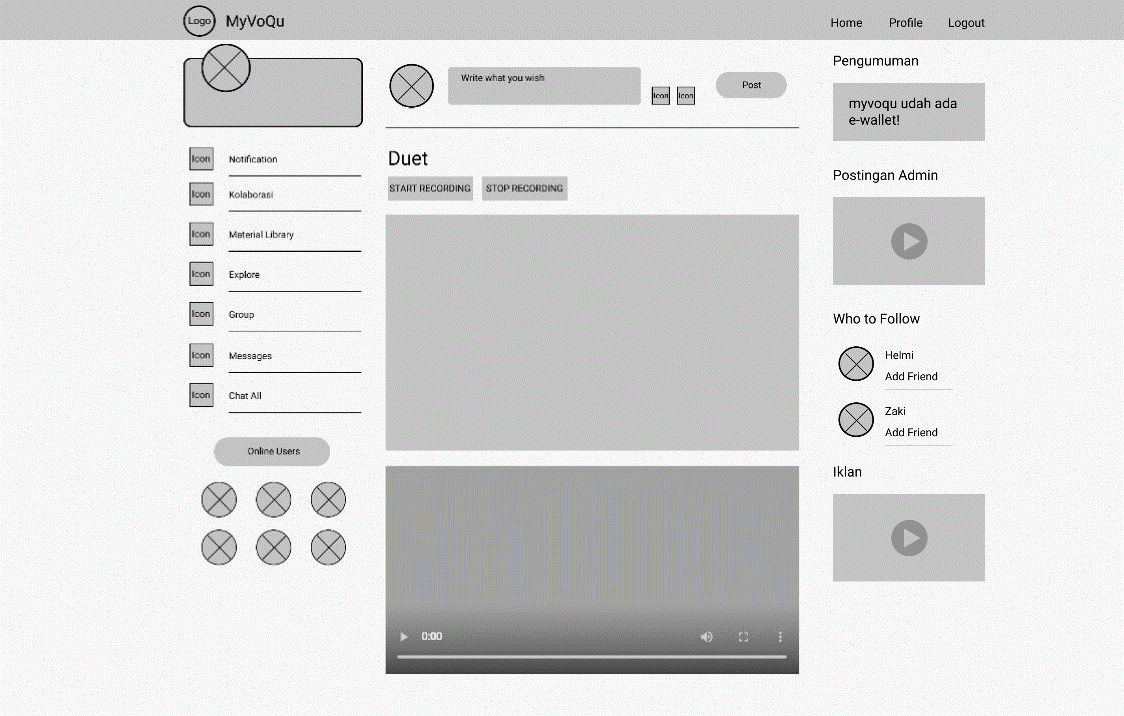 Logo
MyVoQu
Home
Profile
Logout
Icon
Notification
Icon
Kolaborasi
Icon
Material Library
Icon
Explore
Icon
Group
Icon
Messages
Icon
Chat All
Online Users
Write what you wish
Icon
Icon
Post
Duet
START RECORDING
STOP RECORDING
0:00
Pengumuman
myvoqu udah ada
e-wallet!
Postingan Admin
Who to Follow
Helmi
Add Friend
Zaki
Add Friend
Iklan